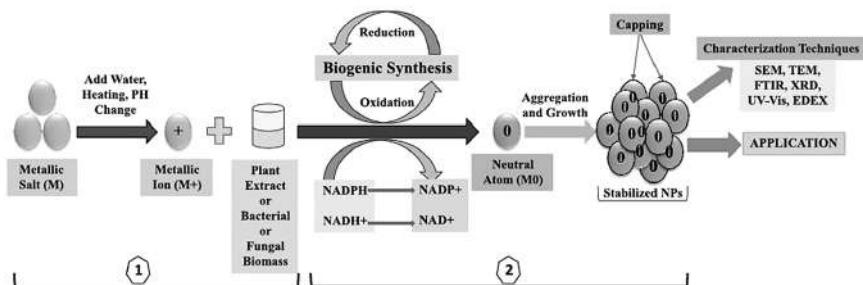 Add Water,
Heating, PH
Change
Metallic
Salt (M)
+
Metallic
Ion (M+)
Plant
Extract
or
Bacterial
or
Fungal
Biomass
1
Reduction
Biogenic Synthesis
Oxidation
NADPH
NADP+
NADH+
NAD+
0
Neutral
Atom (M0)
Aggregation
and Growth
Capping
0 0 0 0 0 0 0 0 0 0 0
Stabilized NPs
2
Characterization Techniques
SEM, TEM,
FTIR, XRD,
UV-Vis, EDEX
APPLICATION